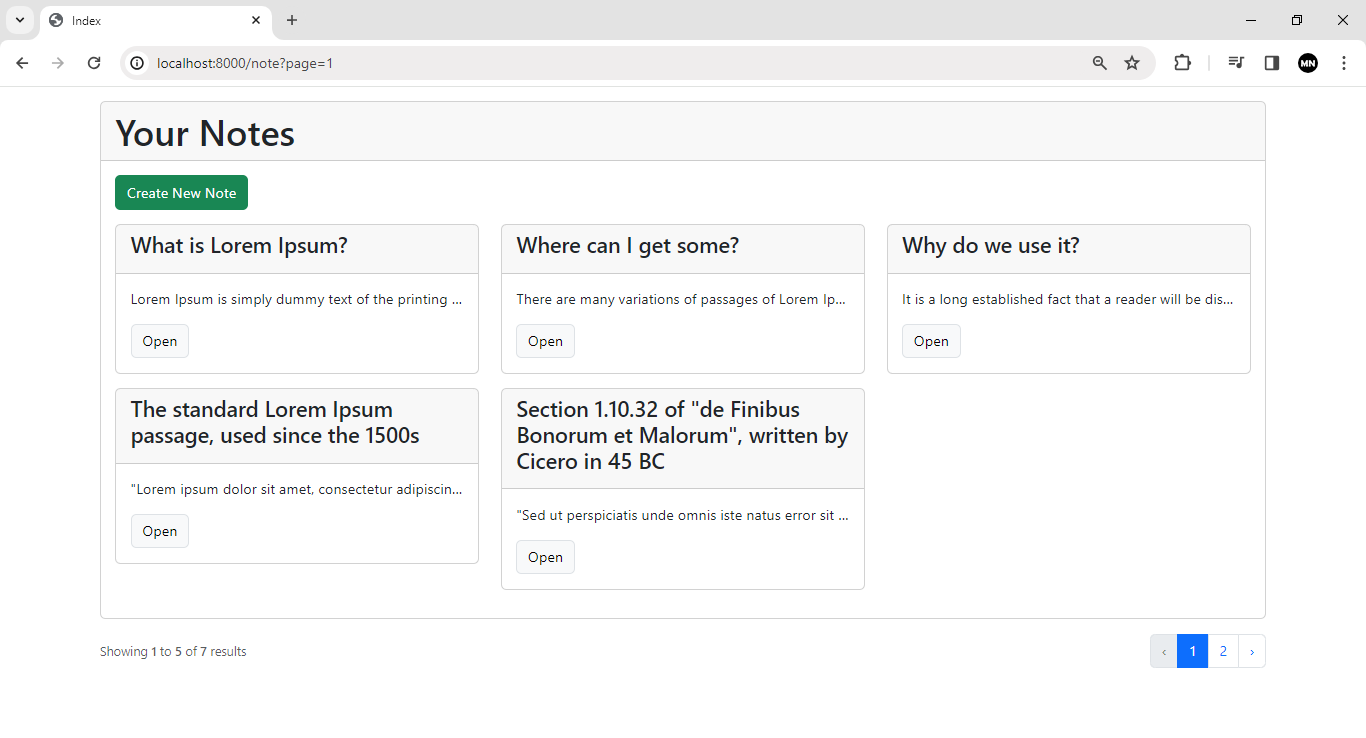 Index
localhost:8000/note?page=1
MN
Your Notes
Create New Note
What is Lorem Ipsum?
Lorem Ipsum is simply dummy text of the printing ...
Open
Where can I get some?
There are many variations of passages of Lorem Ip...
Open
Why do we use it?
It is a long established fact that a reader will be dis...
Open
The standard Lorem Ipsum
passage, used since the 1500s
"Lorem ipsum dolor sit amet, consectetur adipiscin...
Open
Section 1.10.32 of "de Finibus
Bonorum et Malorum", written by
Cicero in 45 BC
"Sed ut perspiciatis unde omnis iste natus error sit ...
Open
Showing 1 to 5 of 7 results
‹ 1 2 ›